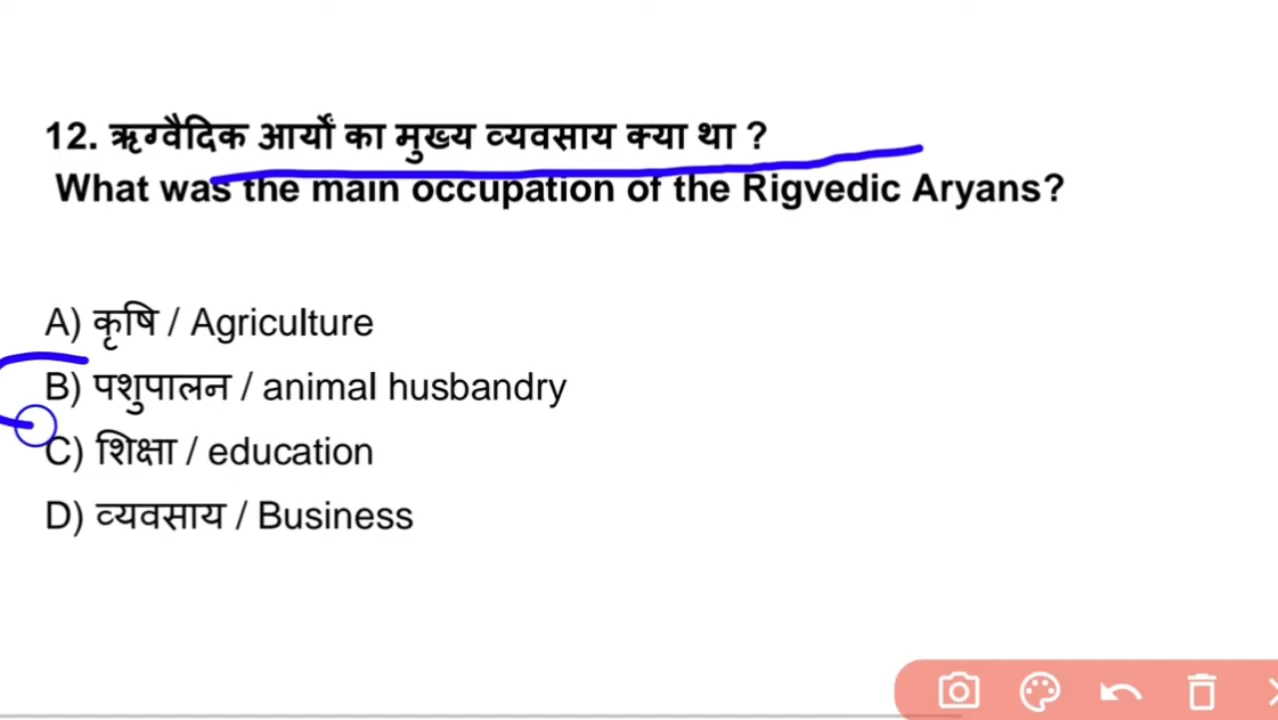 12. ऋग्वैदिक आर्यों का मुख्य व्यवसाय क्या था ?
What was the main occupation of the Rigvedic Aryans?
A) कृषि / Agriculture
B) पशुपालन / animal husbandry
C) शिक्षा / education
D) व्यवसाय / Business